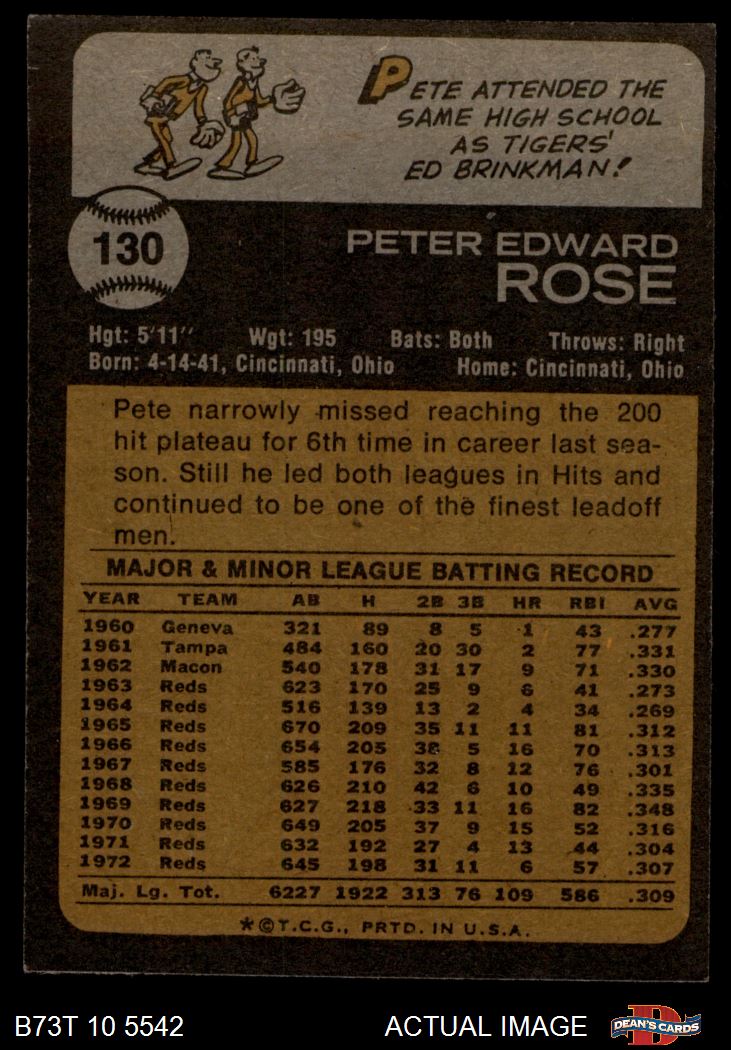 PETE ATTENDED THE
SAME HIGH SCHOOL
AS TIGERS'
ED BRINKMAN!
130
PETER EDWARD
ROSE
Hgt: 5'11" Wgt: 195 Bats: Both Throws: Right
Born: 4-14-41, Cincinnati, Ohio Home: Cincinnati, Ohio
Pete narrowly missed reaching the 200
hit plateau for 6th time in career last sea-
son. Still he led both leagues in Hits and
continued to be one of the finest leadoff
men.
MAJOR & MINOR LEAGUE BATTING RECORD
YEAR TEAM AB H 2B 3B HR RBI AVG
1960 Geneva 321 89 8 5 1 43 .277
1961 Tampa 484 160 20 30 2 77 .331
1962 Macon 540 178 31 17 9 71 .330
1963 Reds 623 170 25 9 6 41 .273
1964 Reds 516 139 13 2 4 34 .269
1965 Reds 670 209 35 11 11 81 .312
1966 Reds 654 205 38 5 16 70 .313
1967 Reds 585 176 32 8 12 76 .301
1968 Reds 626 210 42 6 10 49 .335
1969 Reds 627 218 33 11 16 82 .348
1970 Reds 649 205 37 9 15 52 .316
1971 Reds 632 192 27 4 13 44 .304
1972 Reds 645 198 31 11 6 57 .307
Maj. Lg. Tot. 6227 1922 313 76 109 586 .309
*©T.C.G., PRTD. IN U.S.A.
B73T 10 5542 ACTUAL IMAGE D DEAN'S CARDS